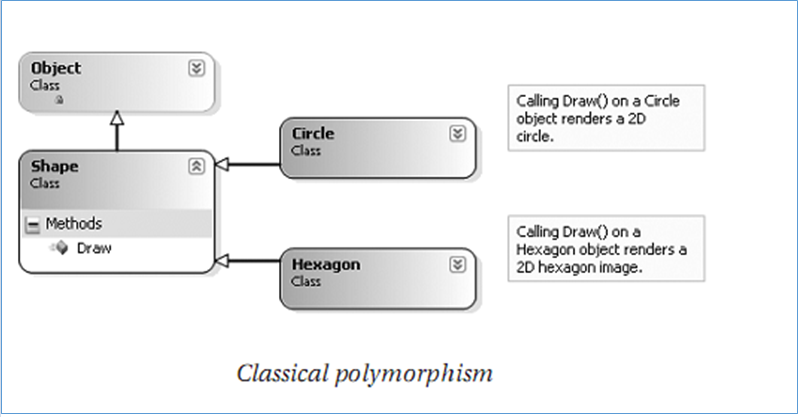 Object
Class
Shape
Class
Methods
Draw
Circle
Class
Hexagon
Class
Calling Draw() on a Circle
object renders a 2D
circle.
Calling Draw() on a
Hexagon object renders a
2D hexagon image.
Classical polymorphism